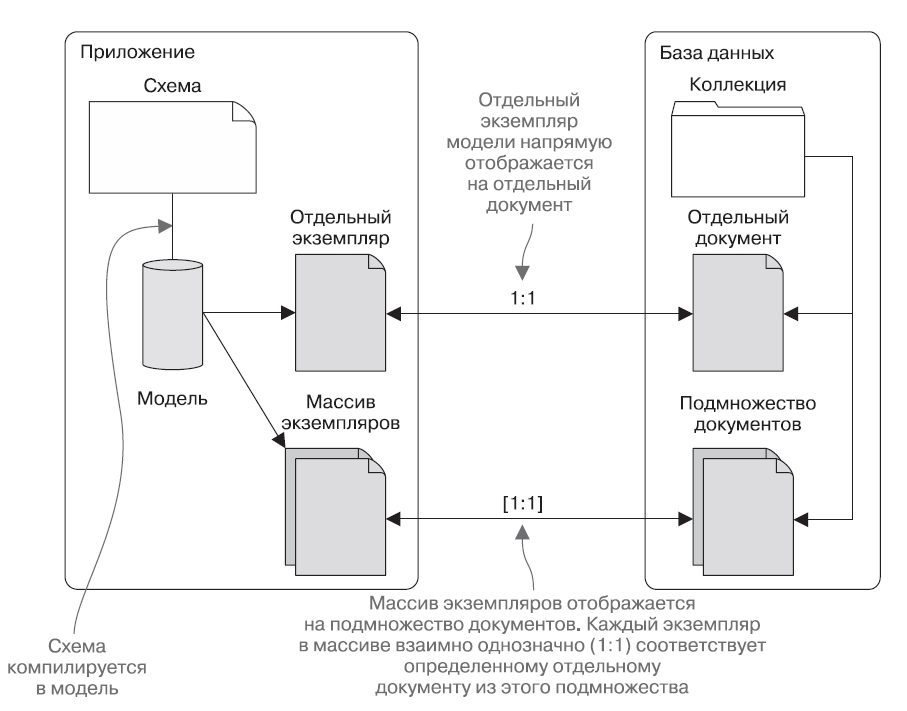 Приложение
Схема
Модель
Отдельный
экземпляр
Массив
экземпляров
Отдельный
экземпляр
модели напрямую
отображается
на отдельный
документ
1:1
[1:1]
База данных
Коллекция
Отдельный
документ
Подмножество
документов
Массив экземпляров отображается
на подмножество документов. Каждый экземпляр
в массиве взаимно однозначно (1:1) соответствует
определенному отдельному
документу из этого подмножества
Схема
компилируется
в модель